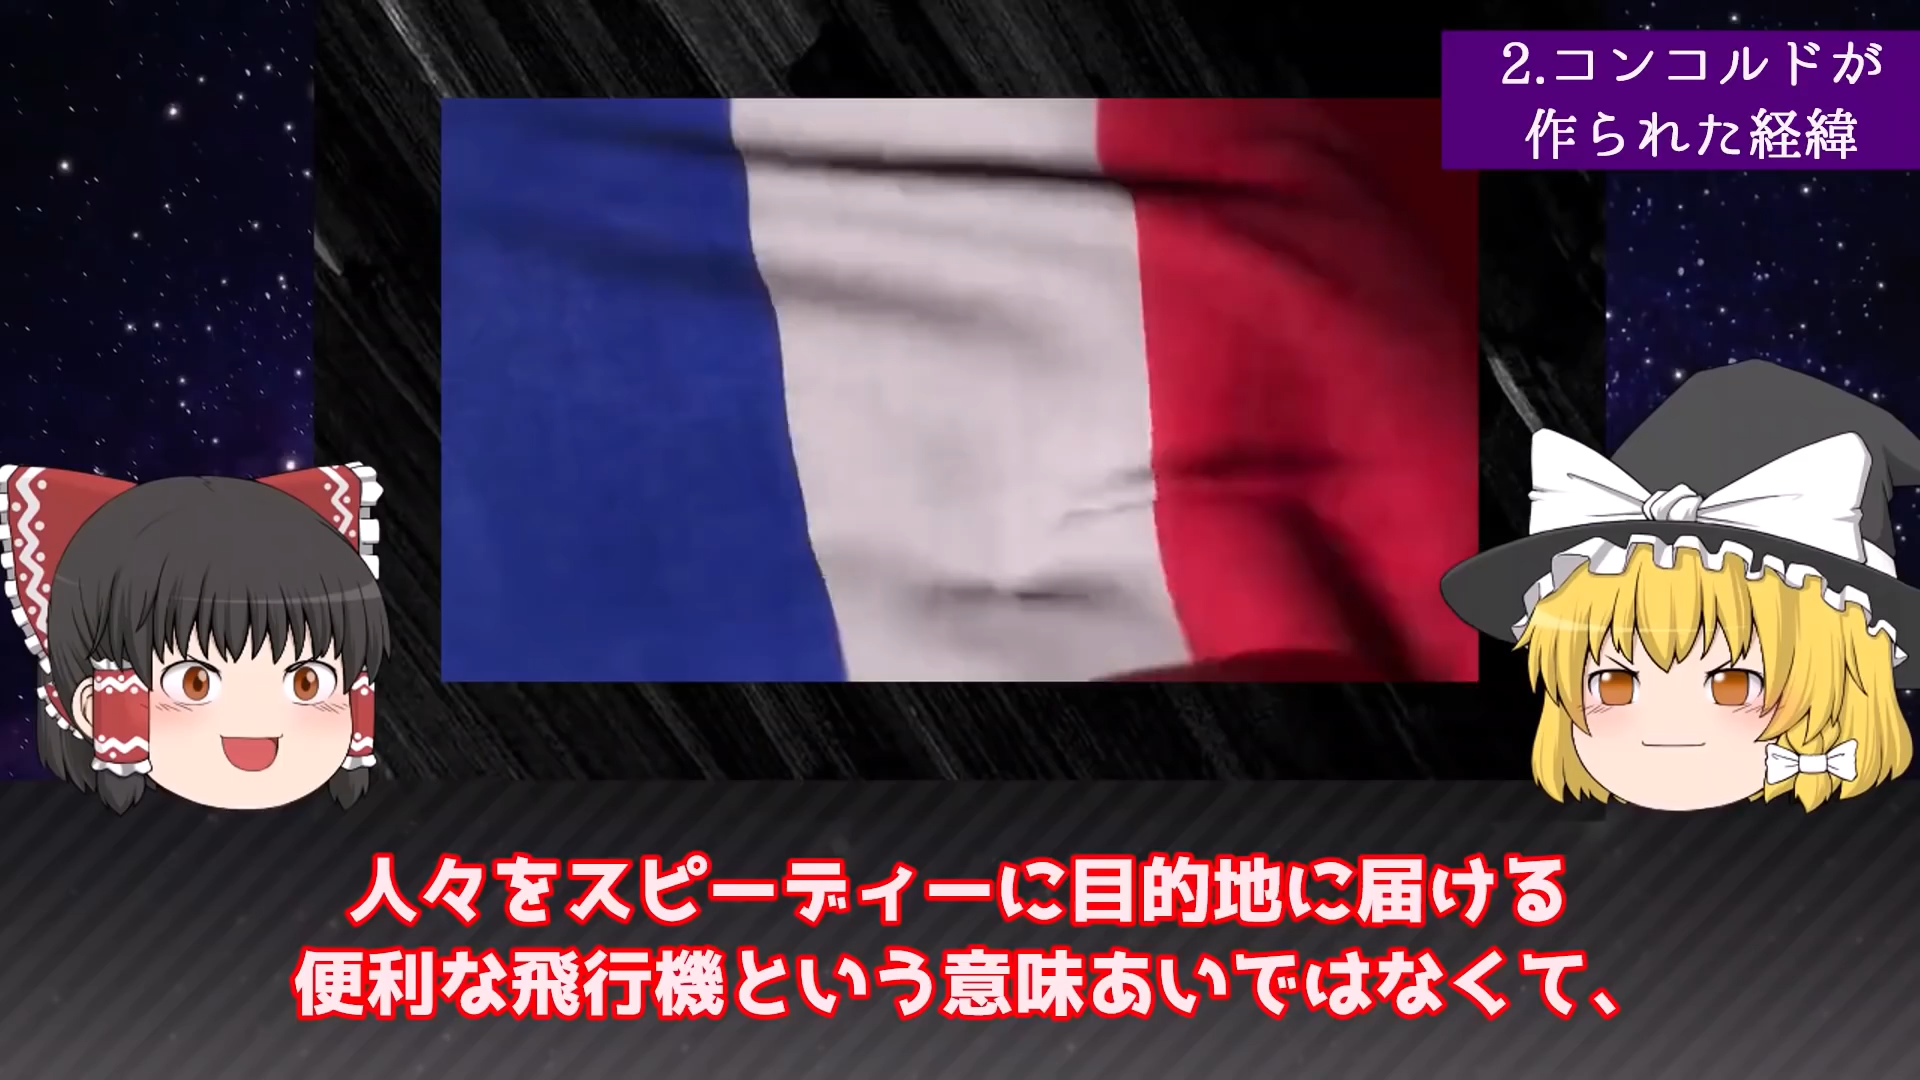 2.コンコルドが
作られた経緯
人々をスピーディーに目的地に届ける
便利な飛行機という意味あいではなくて、